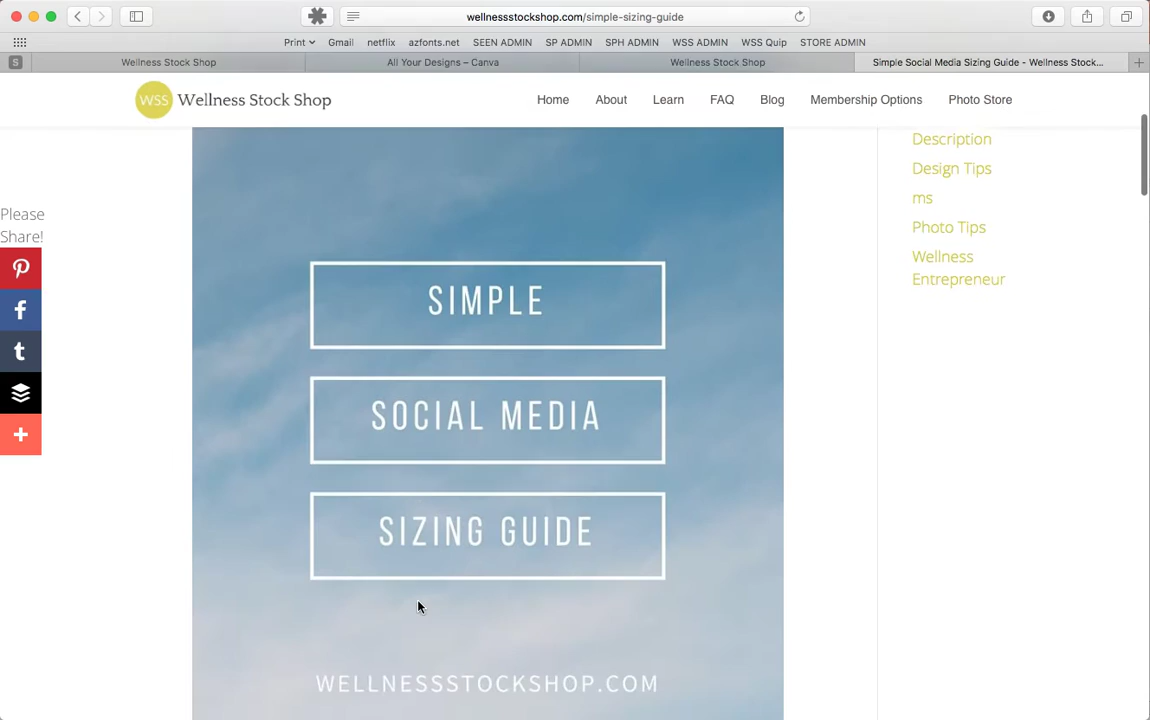 wellnessstockshop.com/simple-sizing-guide
Print Gmail netflix azfonts.net SEEN ADMIN SP ADMIN SPH ADMIN WSS ADMIN WSS Quip STORE ADMIN
S Wellness Stock Shop All Your Designs – Canva Wellness Stock Shop Simple Social Media Sizing Guide - Wellness Stock...
WSS Wellness Stock Shop Home About Learn FAQ Blog Membership Options Photo Store
Description
Design Tips
ms
Photo Tips
Wellness
Entrepreneur
Please
Share!
SIMPLE
SOCIAL MEDIA
SIZING GUIDE
WELLNESSSTOCKSHOP.COM